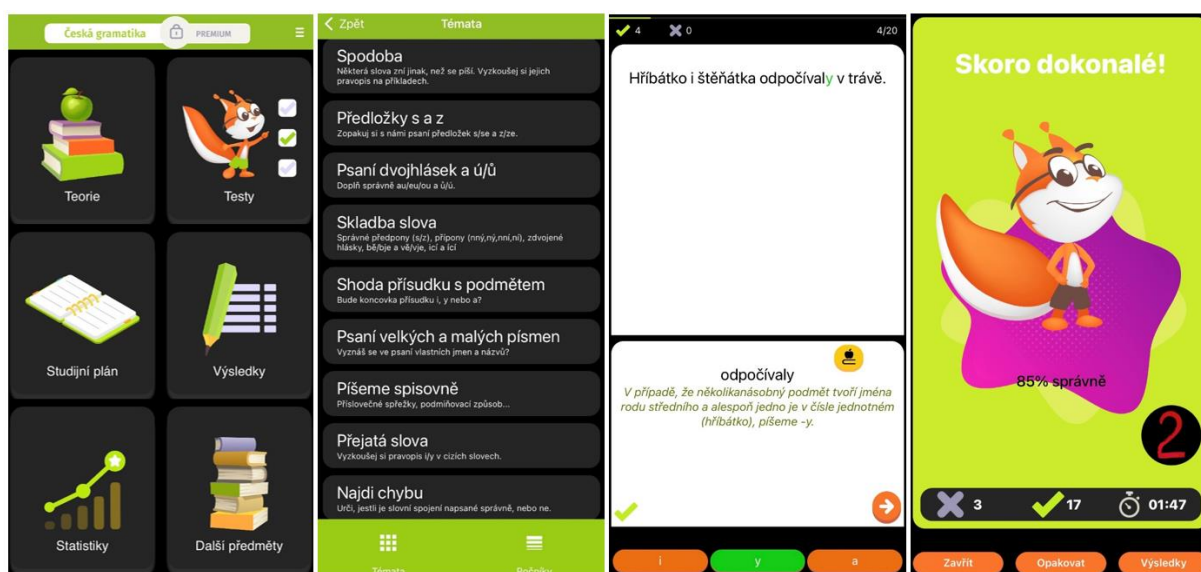 Česká gramatika
PREMIUM
Teorie
Testy
Studijní plán
Výsledky
Statistiky
Další předměty
Zpět
Témata
Spodoba
Některá slova zní jinak, než se píší. Vyzkoušej si jejich
pravopis na příkladech.
Předložky s a z
Zopakuj si s námi psaní předložek s/se a z/ze.
Psaní dvojhlásek a ú/ů
Doplň správně au/eu/ou a ů/ú.
Skladba slova
Správné předpony (s/z), přípony (nný,ný,nní,ní), zdvojené
hlásky, bě/bje a vě/vje, icí a ící
Shoda přísudku s podmětem
Bude koncovka přísudku i, y nebo a?
Psaní velkých a malých písmen
Vyznáš se ve psaní vlastních jmen a názvů?
Píšeme spisovně
Příslovečné spřežky, podmiňovací způsob...
Přejatá slova
Vyzkoušej si pravopis i/y v cizích slovech.
Najdi chybu
Urči, jestli je slovní spojení napsané správně, nebo ne.
Témata
Ročníky
4
0
4/20
Hříbátko i štěňátka odpočívaly v trávě.
odpočívaly
V případě, že několikanásobný podmět tvoří jména
rodu středního a alespoň jedno je v čísle jednotném
(hříbátko), píšeme -y.
i
y
a
Skoro dokonalé!
85% správně
2
3
17
01:47
Zavřít
Opakovat
Výsledky